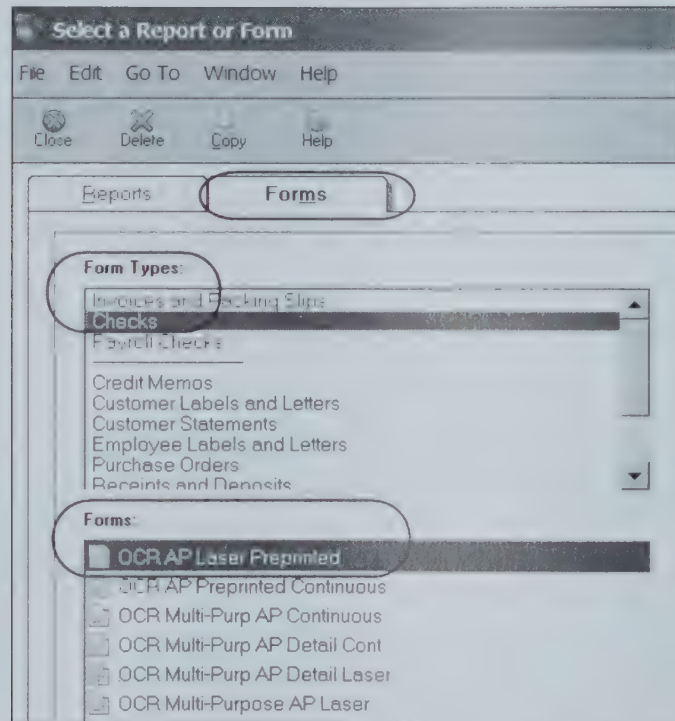 Select a Report or Form
File Edit Go To Window Help
Close Delete Copy Help
Reports Forms
Form Types:
Invoices and Packing Slips
Checks
Payroll Checks
Credit Memos
Customer Labels and Letters
Customer Statements
Employee Labels and Letters
Purchase Orders
Receipts and Deposits
Forms:
OCR AP Laser Preprinted
OCR AP Preprinted Continuous
OCR Multi-Purp AP Continuous
OCR Multi-Purp AP Detail Cont
OCR Multi-Purp AP Detail Laser
OCR Multi-Purpose AP Laser